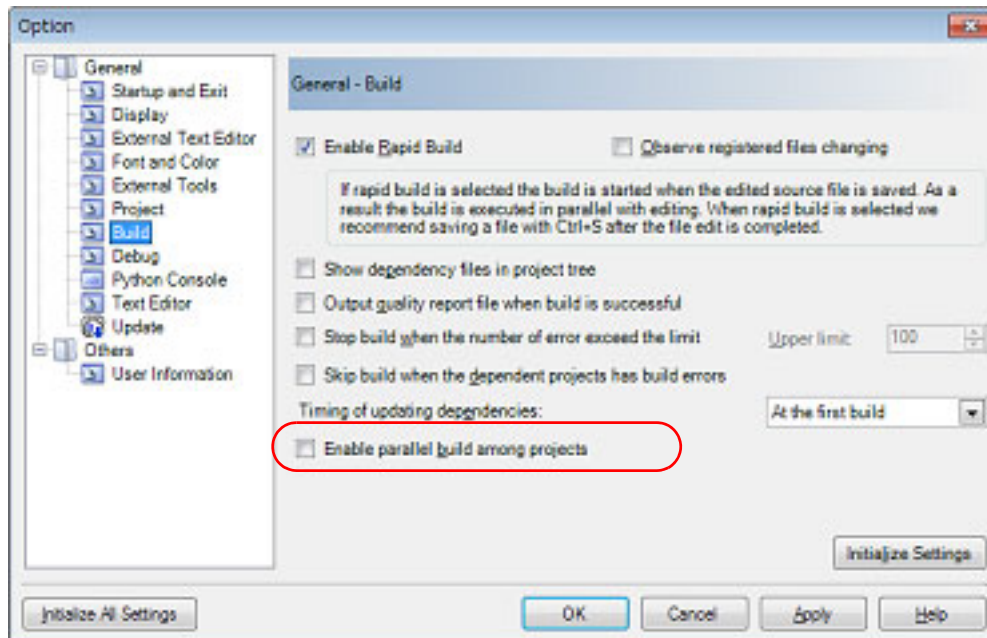 Option
General
Startup and Exit
Display
External Text Editor
Font and Color
External Tools
Project
Build
Debug
Python Console
Text Editor
Update
Others
User Information
General - Build
Enable Rapid Build
Observe registered files changing
If rapid build is selected the build is started when the edited source file is saved. As a
result the build is executed in parallel with editing. When rapid build is selected we
recommend saving a file with Ctrl+S after the file edit is completed.
Show dependency files in project tree
Output quality report file when build is successful
Stop build when the number of error exceed the limit
Upper limit:
100
Skip build when the dependent projects has build errors
Timing of updating dependencies:
At the first build
Enable parallel build among projects
Initialize Settings
Initialize All Settings
OK
Cancel
Apply
Help